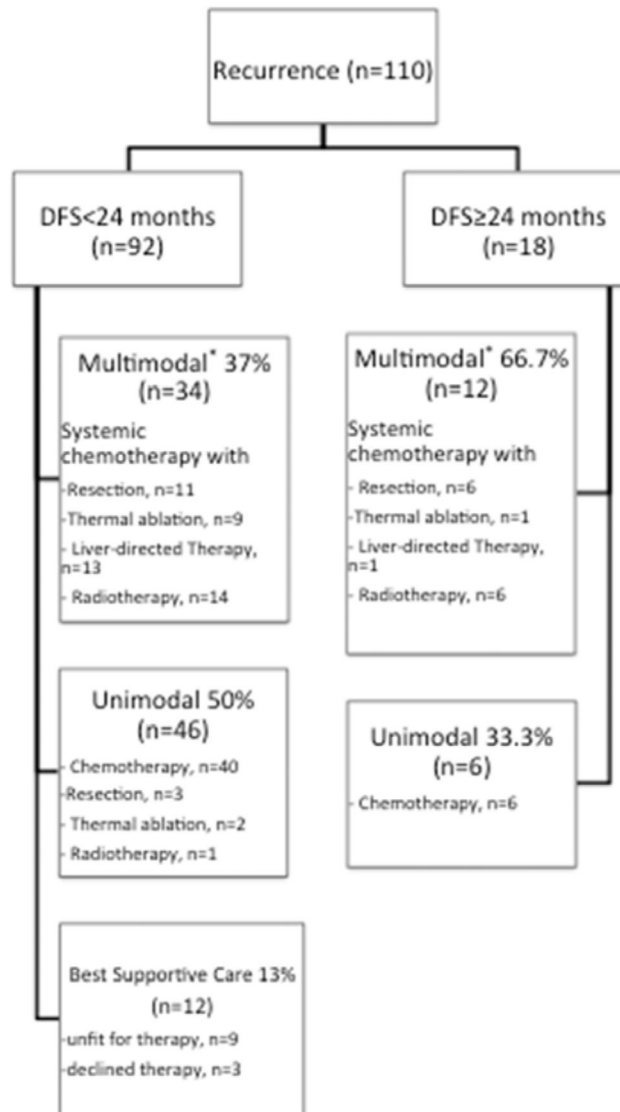 Recurrence (n=110)
DFS<24 months
(n=92)
DFS≥24 months
(n=18)
Multimodal* 37%
(n=34)
Systemic
chemotherapy with
-Resection, n=11
-Thermal ablation, n=9
- Liver-directed Therapy,
n=13
- Radiotherapy, n=14
Multimodal* 66.7%
(n=12)
Systemic
chemotherapy with
- Resection, n=6
-Thermal ablation, n=1
- Liver-directed Therapy,
n=1
- Radiotherapy, n=6
Unimodal 50%
(n=46)
- Chemotherapy, n=40
-Resection, n=3
- Thermal ablation, n=2
- Radiotherapy, n=1
Unimodal 33.3%
(n=6)
- Chemotherapy, n=6
Best Supportive Care 13%
(n=12)
-unfit for therapy, n=9
-declined therapy, n=3